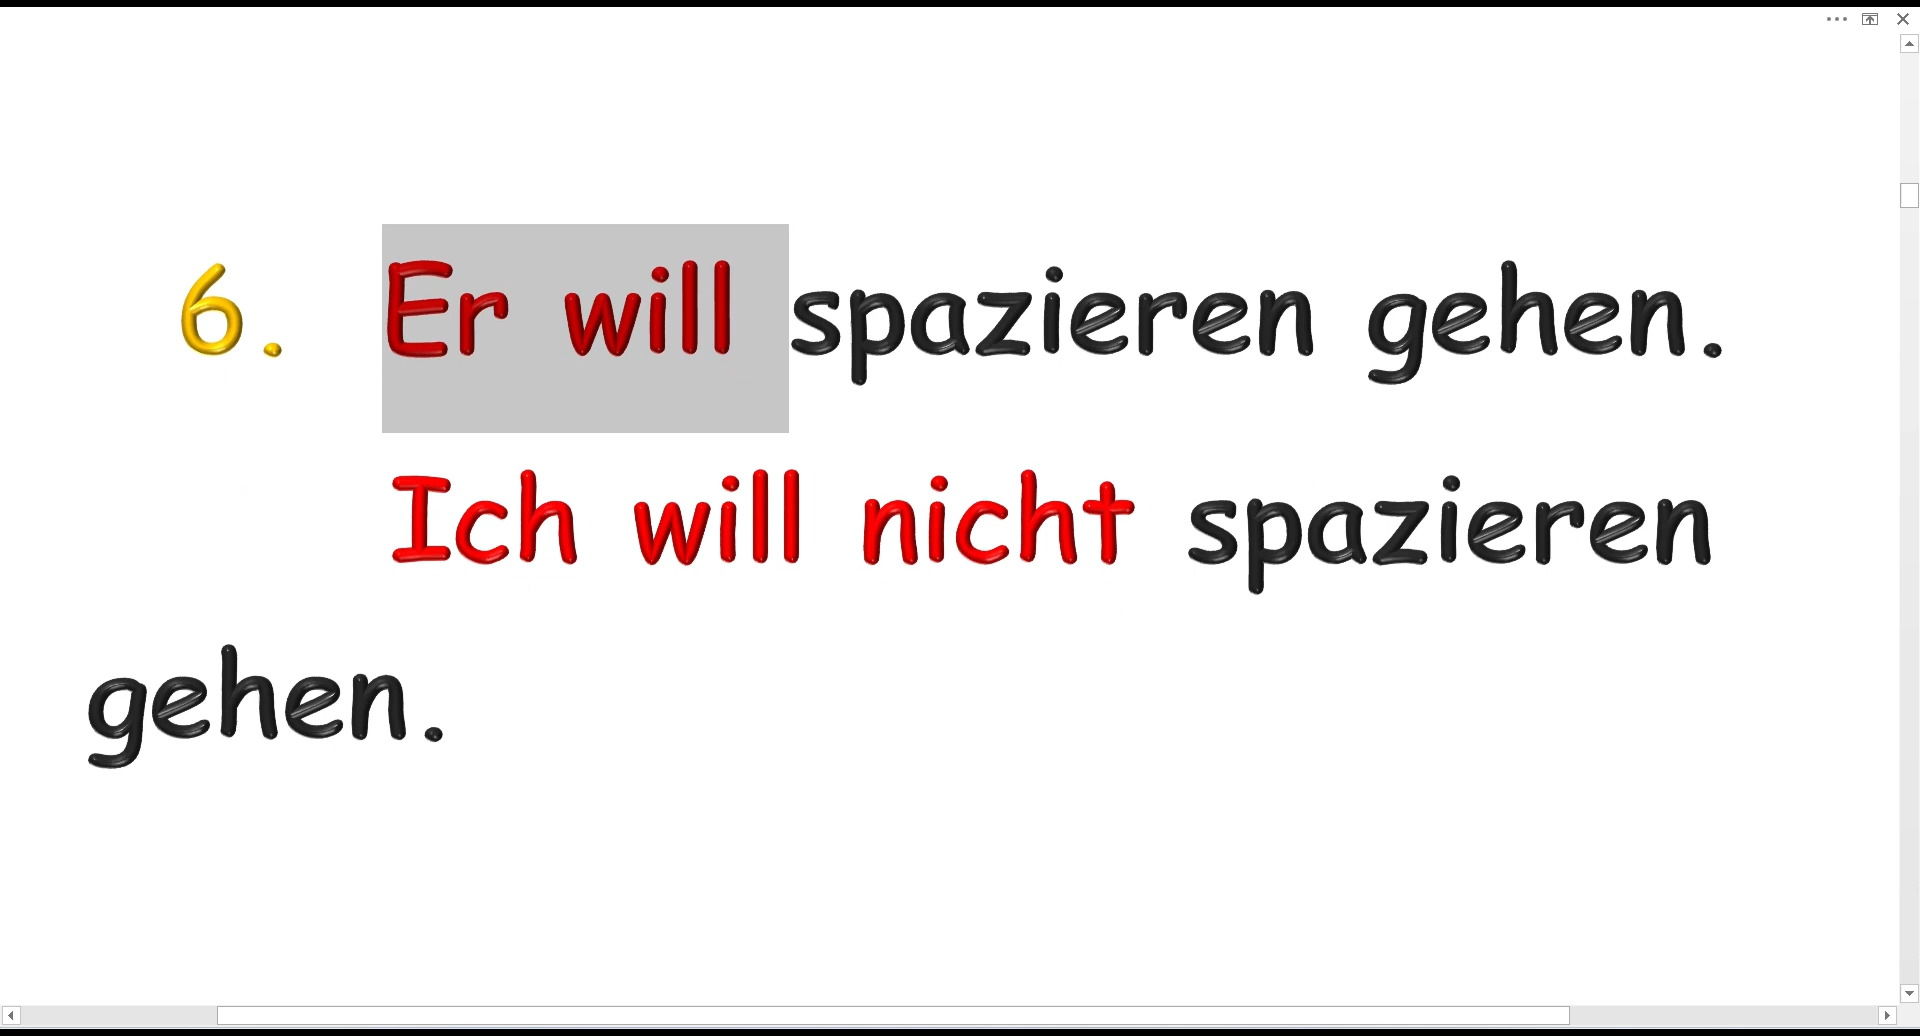 6. Er will spazieren gehen.
Ich will nicht spazieren
gehen.